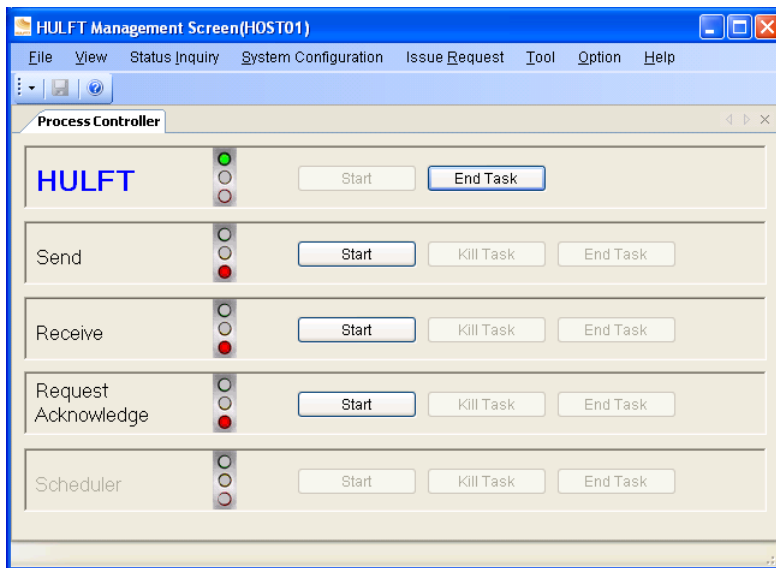 HULFT Management Screen(HOST01)
File View Status Inquiry System Configuration Issue Request Tool Option Help
Process Controller
HULFT Start End Task
Send Start Kill Task End Task
Receive Start Kill Task End Task
Request
Acknowledge Start Kill Task End Task
Scheduler Start Kill Task End Task